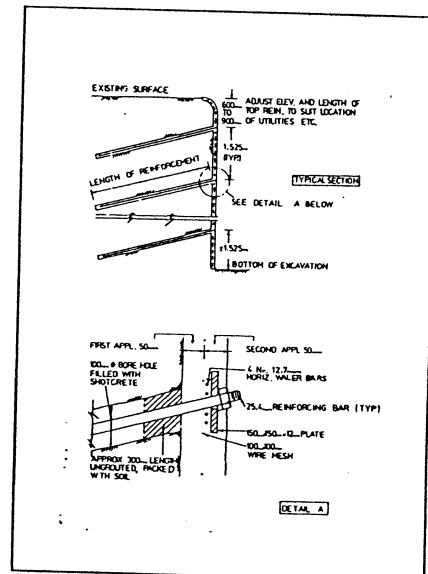 EXISTING SURFACE
600
TO
900
ADJUST ELEV. AND LENGTH OF
TOP REIN. TO SUIT LOCATION
OF UTILITIES ETC.
1.525m
(TYP.)
LENGTH OF REINFORCEMENT
TYPICAL SECTION
SEE DETAIL A BELOW
±1.525m
BOTTOM OF EXCAVATION
FIRST APPL. 50
SECOND APPL 50
100 ø BORE HOLE
FILLED WITH
SHOTCRETE
4 Nr. 12.7
HORIZ. WALER BARS
25.4 REINFORCING BAR (TYP)
150 150 12 PLATE
100 100
WIRE MESH
APPROX 300 LENGTH
UNGROUTED, PACKED
WITH SOIL
DETAIL A